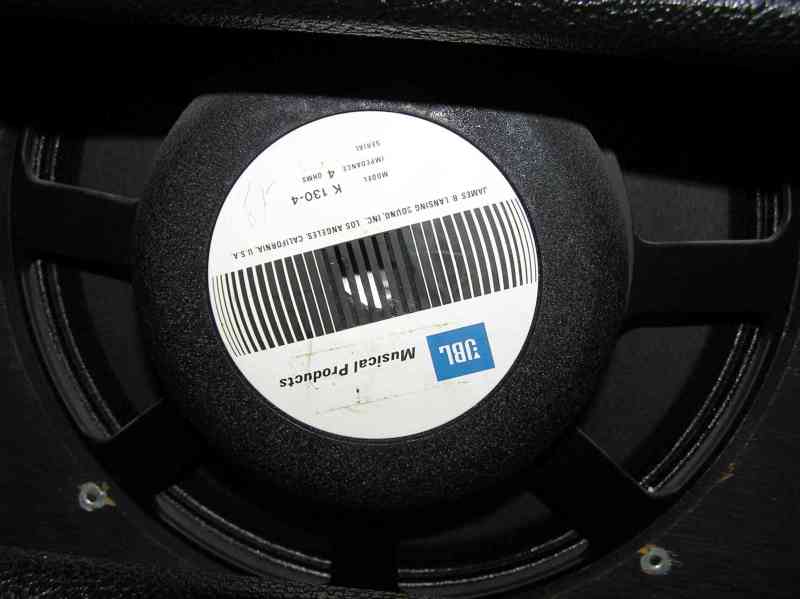 JBL Musical Products
JAMES B. LANSING SOUND, INC., LOS ANGELES, CALIFORNIA, U.S.A.
MODEL K 130-4
IMPEDANCE 4 OHMS
SERIAL